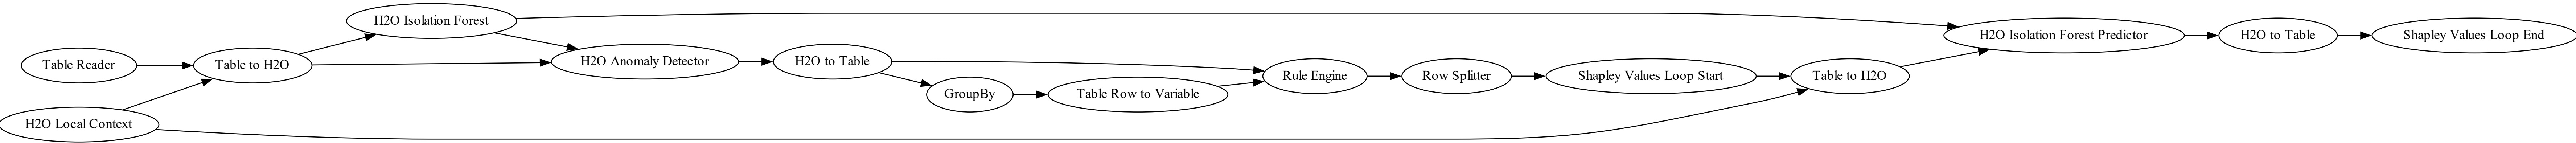 Table Reader
H2O Local Context
Table to H2O
H2O Isolation Forest
H2O Anomaly Detector
H2O to Table
GroupBy
Table Row to Variable
Rule Engine
Row Splitter
Shapley Values Loop Start
Table to H2O
H2O Isolation Forest Predictor
H2O to Table
Shapley Values Loop End